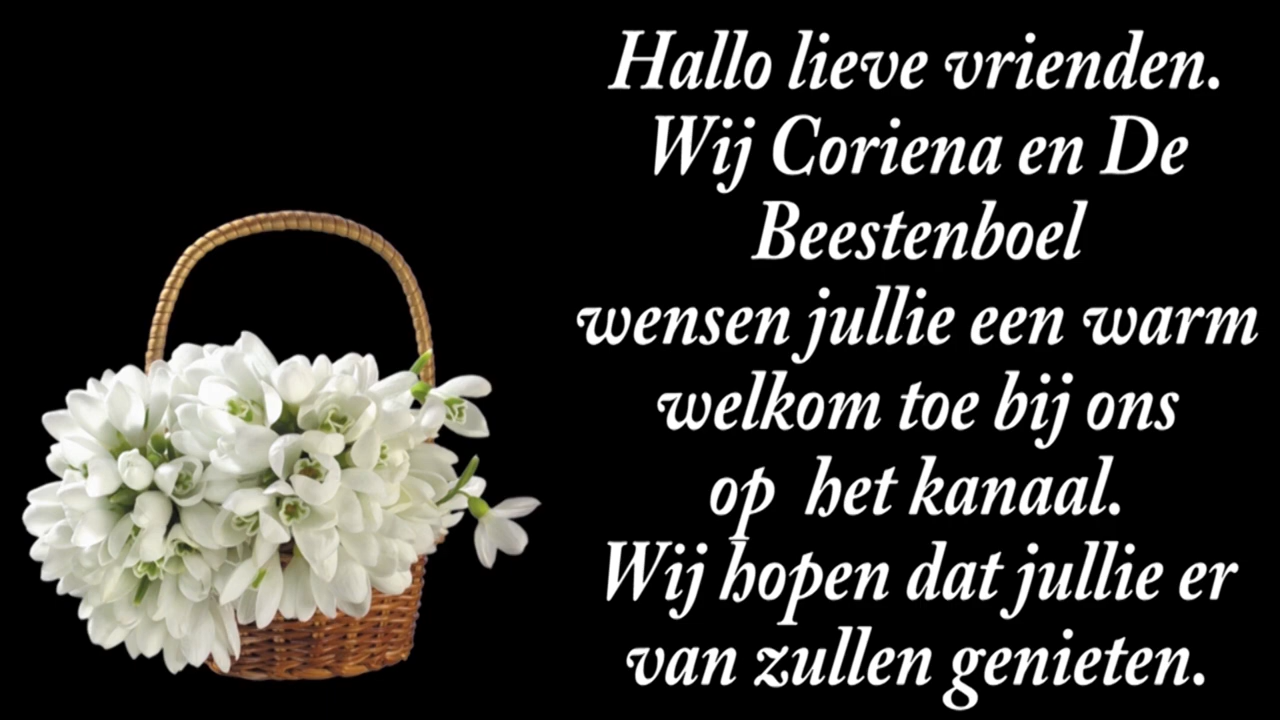 Hallo lieve vrienden.
Wij Coriena en De
Beestenboel
wensen jullie een warm
welkom toe bij ons
op het kanaal.
Wij hopen dat jullie er
van zullen genieten.